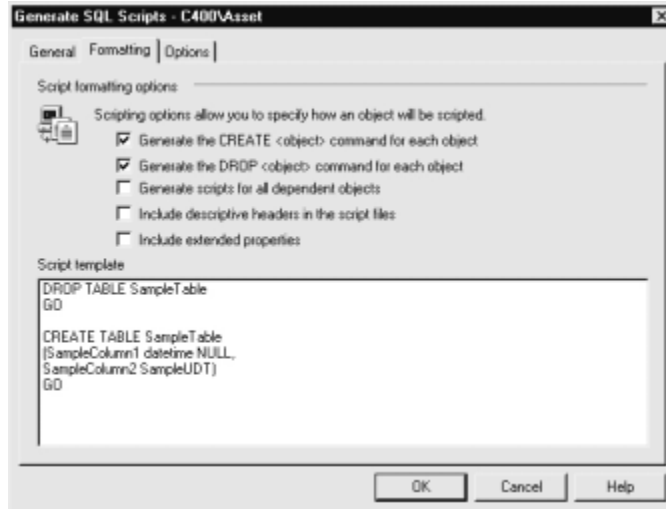 Generate SQL Scripts - C400\Asset
General Formatting Options
Script formatting options
Scripting options allow you to specify how an object will be scripted.
Generate the CREATE <object> command for each object
Generate the DROP <object> command for each object
Generate scripts for all dependent objects
Include descriptive headers in the script files
Include extended properties
Script template
DROP TABLE SampleTable
GO
CREATE TABLE SampleTable
(SampleColumn1 datetime NULL,
SampleColumn2 SampleUDT)
GO
OK Cancel Help